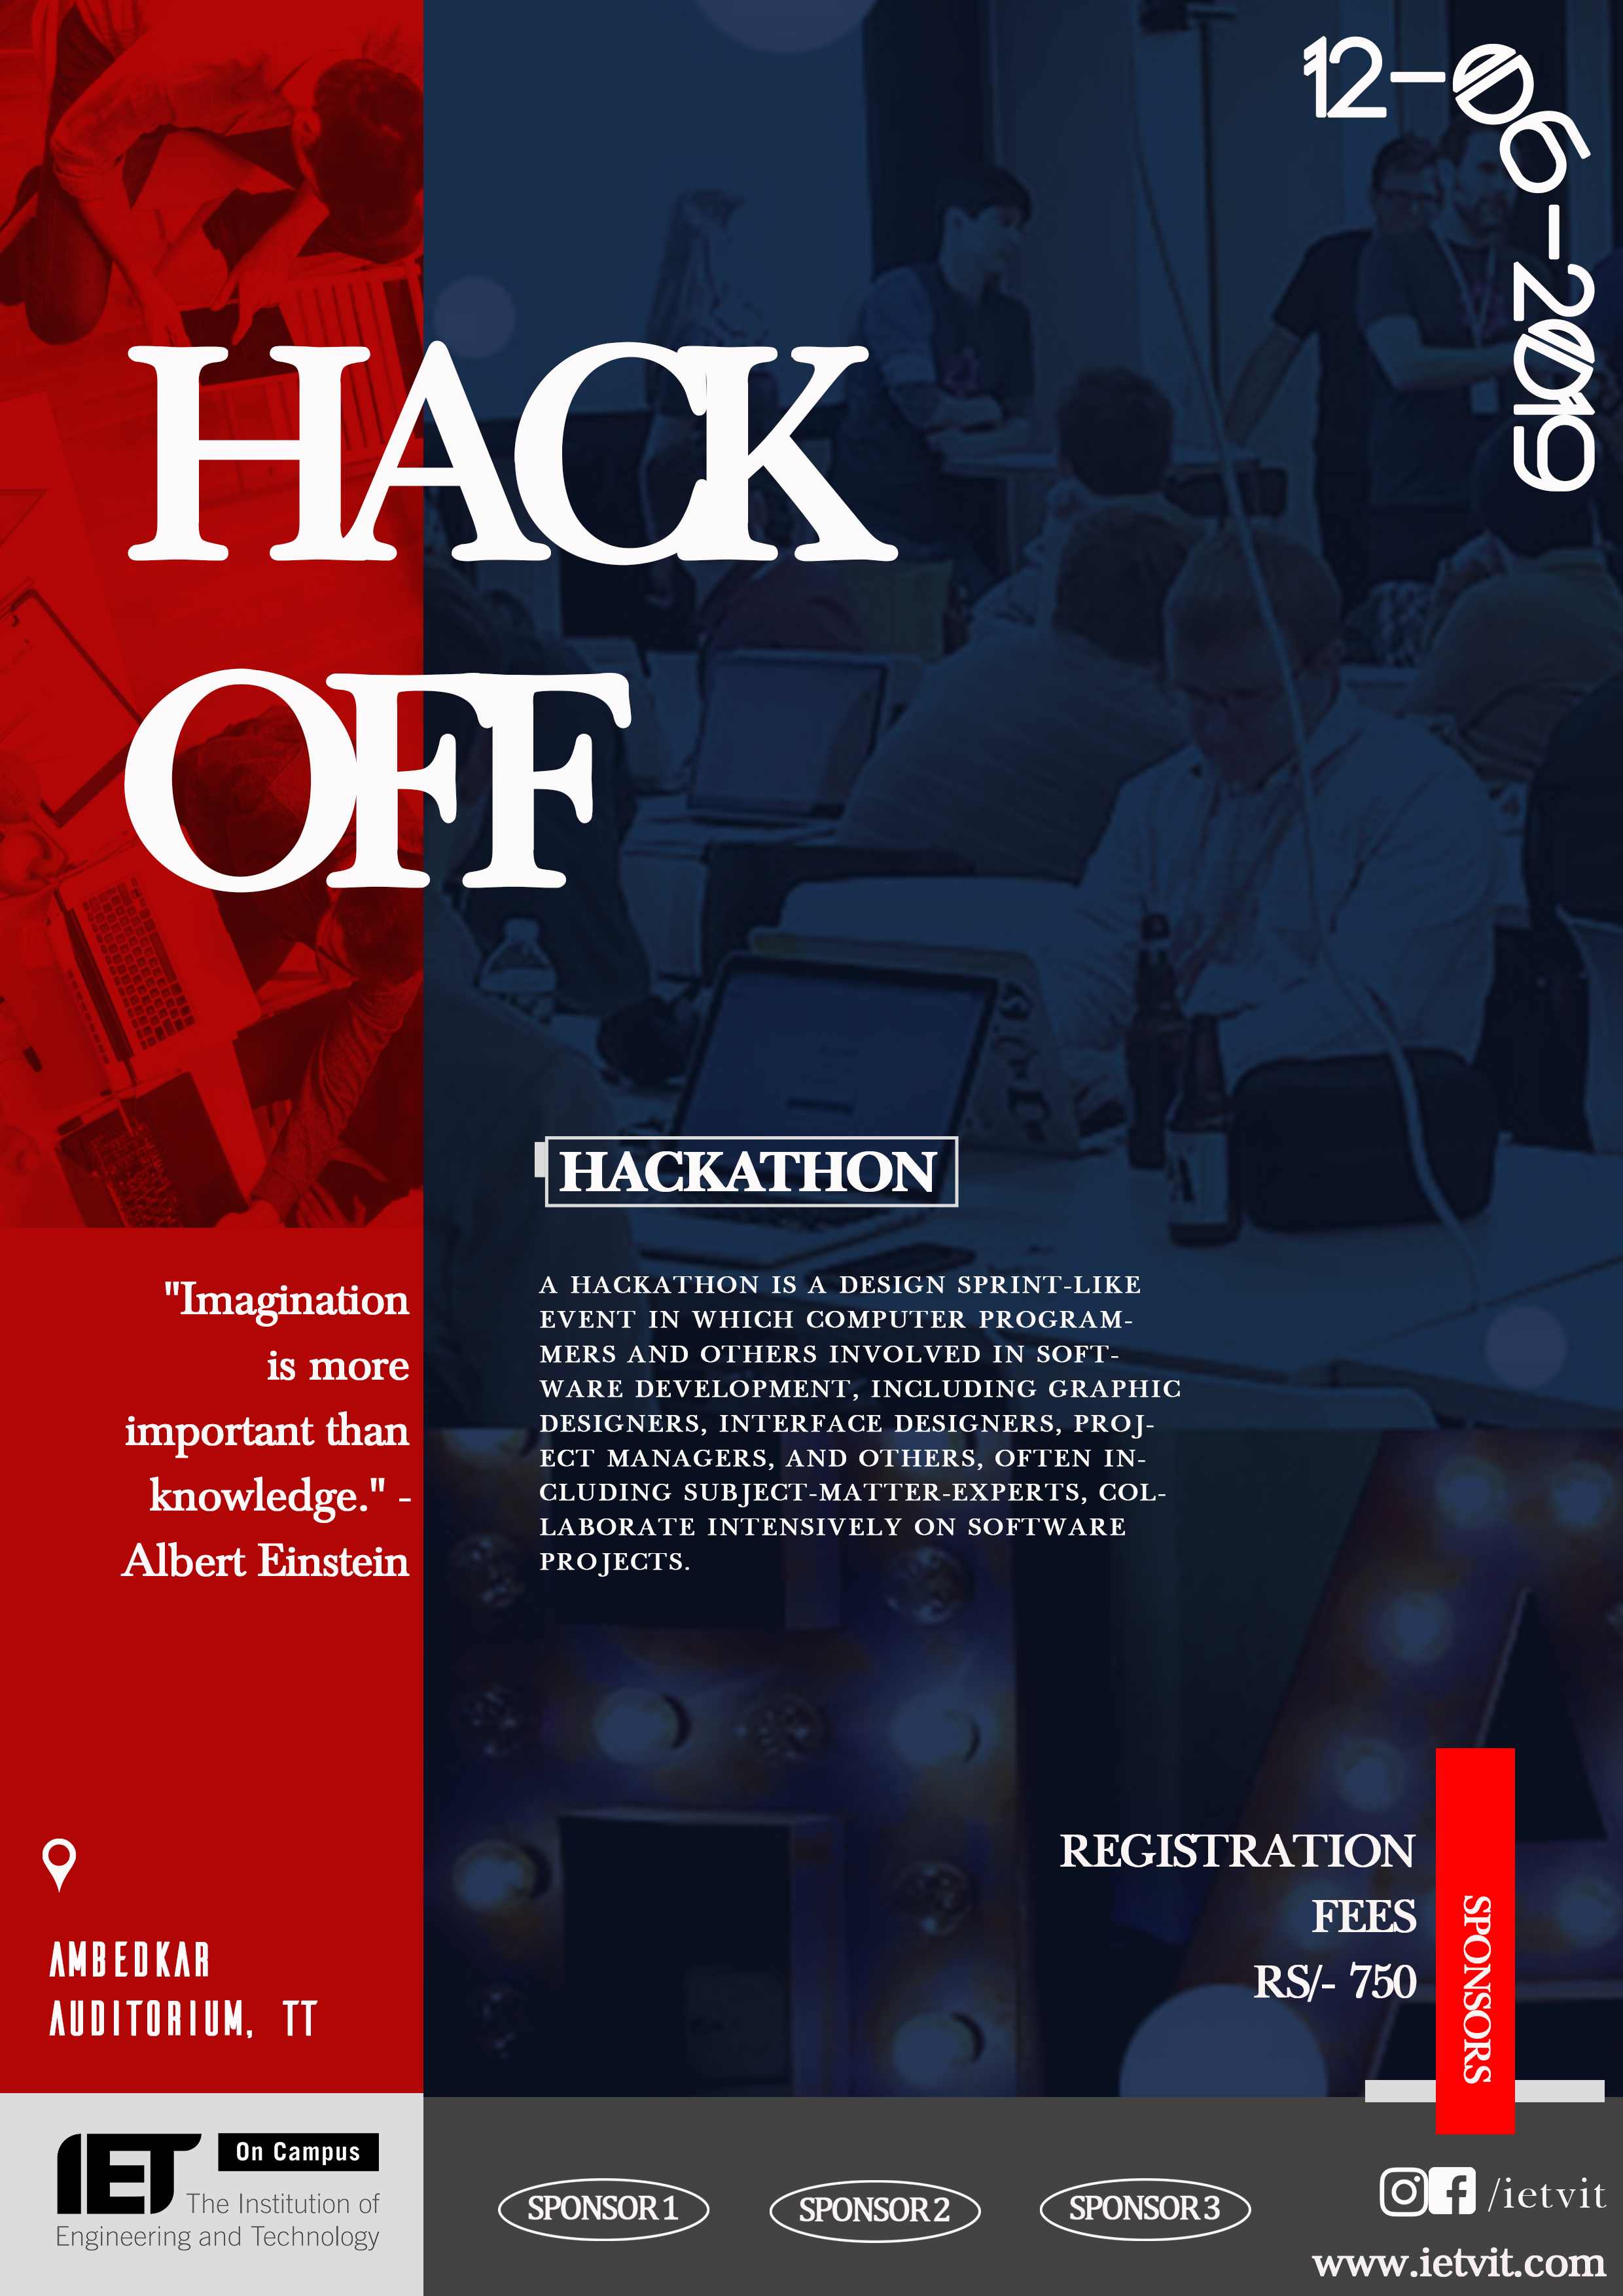 12-06-2019
HACK
OFF
HACKATHON
"Imagination
is more
important than
knowledge." -
Albert Einstein
A HACKATHON IS A DESIGN SPRINT-LIKE
EVENT IN WHICH COMPUTER PROGRAM-
MERS AND OTHERS INVOLVED IN SOFT-
WARE DEVELOPMENT, INCLUDING GRAPHIC
DESIGNERS, INTERFACE DESIGNERS, PROJ-
ECT MANAGERS, AND OTHERS, OFTEN IN-
CLUDING SUBJECT-MATTER-EXPERTS, COL-
LABORATE INTENSIVELY ON SOFTWARE
PROJECTS.
AMBEDKAR
AUDITORIUM, TT
REGISTRATION
FEES
RS/- 750
SPONSORS
IET On Campus
The Institution of
Engineering and Technology
SPONSOR 1
SPONSOR 2
SPONSOR 3
/ietvit
www.ietvit.com